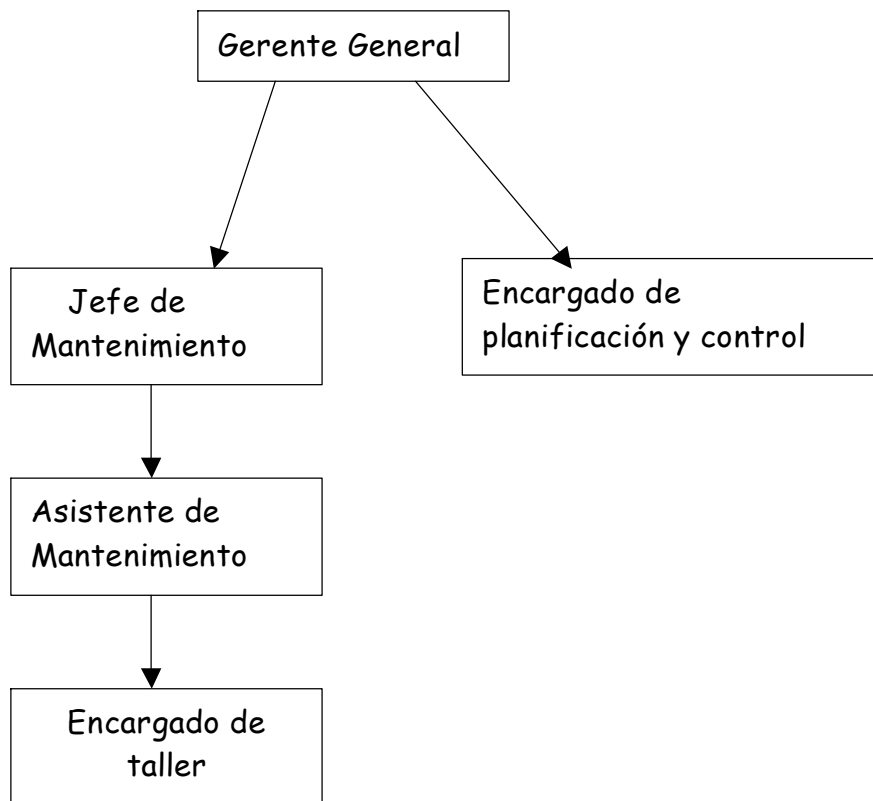 Gerente General
Jefe de
Mantenimiento
Encargado de
planificación y control
Asistente de
Mantenimiento
Encargado de
taller